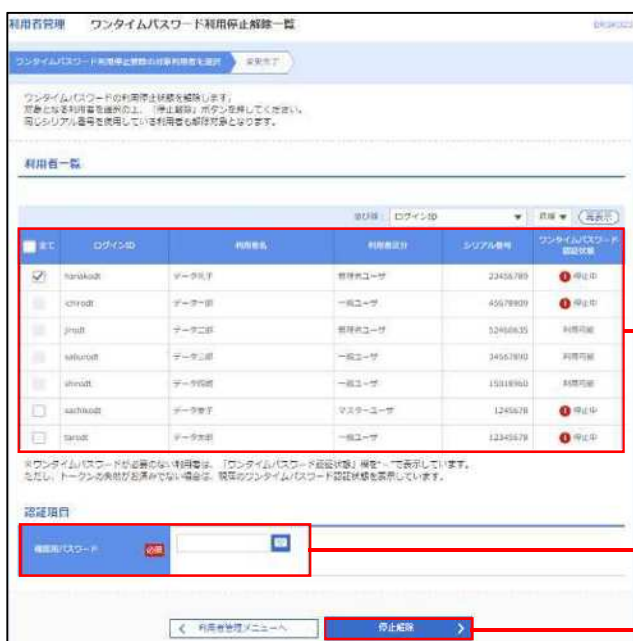 利用者管理 ワンタイムパスワード利用停止解除一覧
ワンタイムパスワード利用停止解除の対象利用者を選択 変更完了
ワンタイムパスワードの利用停止状態を解除します。
対象となる利用者を選択の上、「停止解除」ボタンを押してください。
同じシリアル番号を使用している利用者も解除対象となります。
利用者一覧
並び順: ログインID 昇順 再表示
全て ログインID 利用者名 利用者区分 シリアル番号 ワンタイムパスワード
認証状態
hanakodt データ花子 管理者ユーザ 23456789 停止中
ichirodt データ一郎 一般ユーザ 45678909 停止中
jirodt データ二郎 管理者ユーザ 利用可能
saburodt データ三郎 一般ユーザ 34567890 利用可能
shirodt データ四郎 一般ユーザ 利用可能
sachikodt データ幸子 マスターユーザ 1245678 停止中
tarodt データ太郎 一般ユーザ 12345678 停止中
※ワンタイムパスワードが必要のない利用者は、「ワンタイムパスワード認証状態」欄を"-"で表示しています。
ただし、トークンの失効がお済みでない場合は、現在のワンタイムパスワード認証状態を表示しています。
認証項目
確認用パスワード 必須
利用者管理メニューへ 停止解除